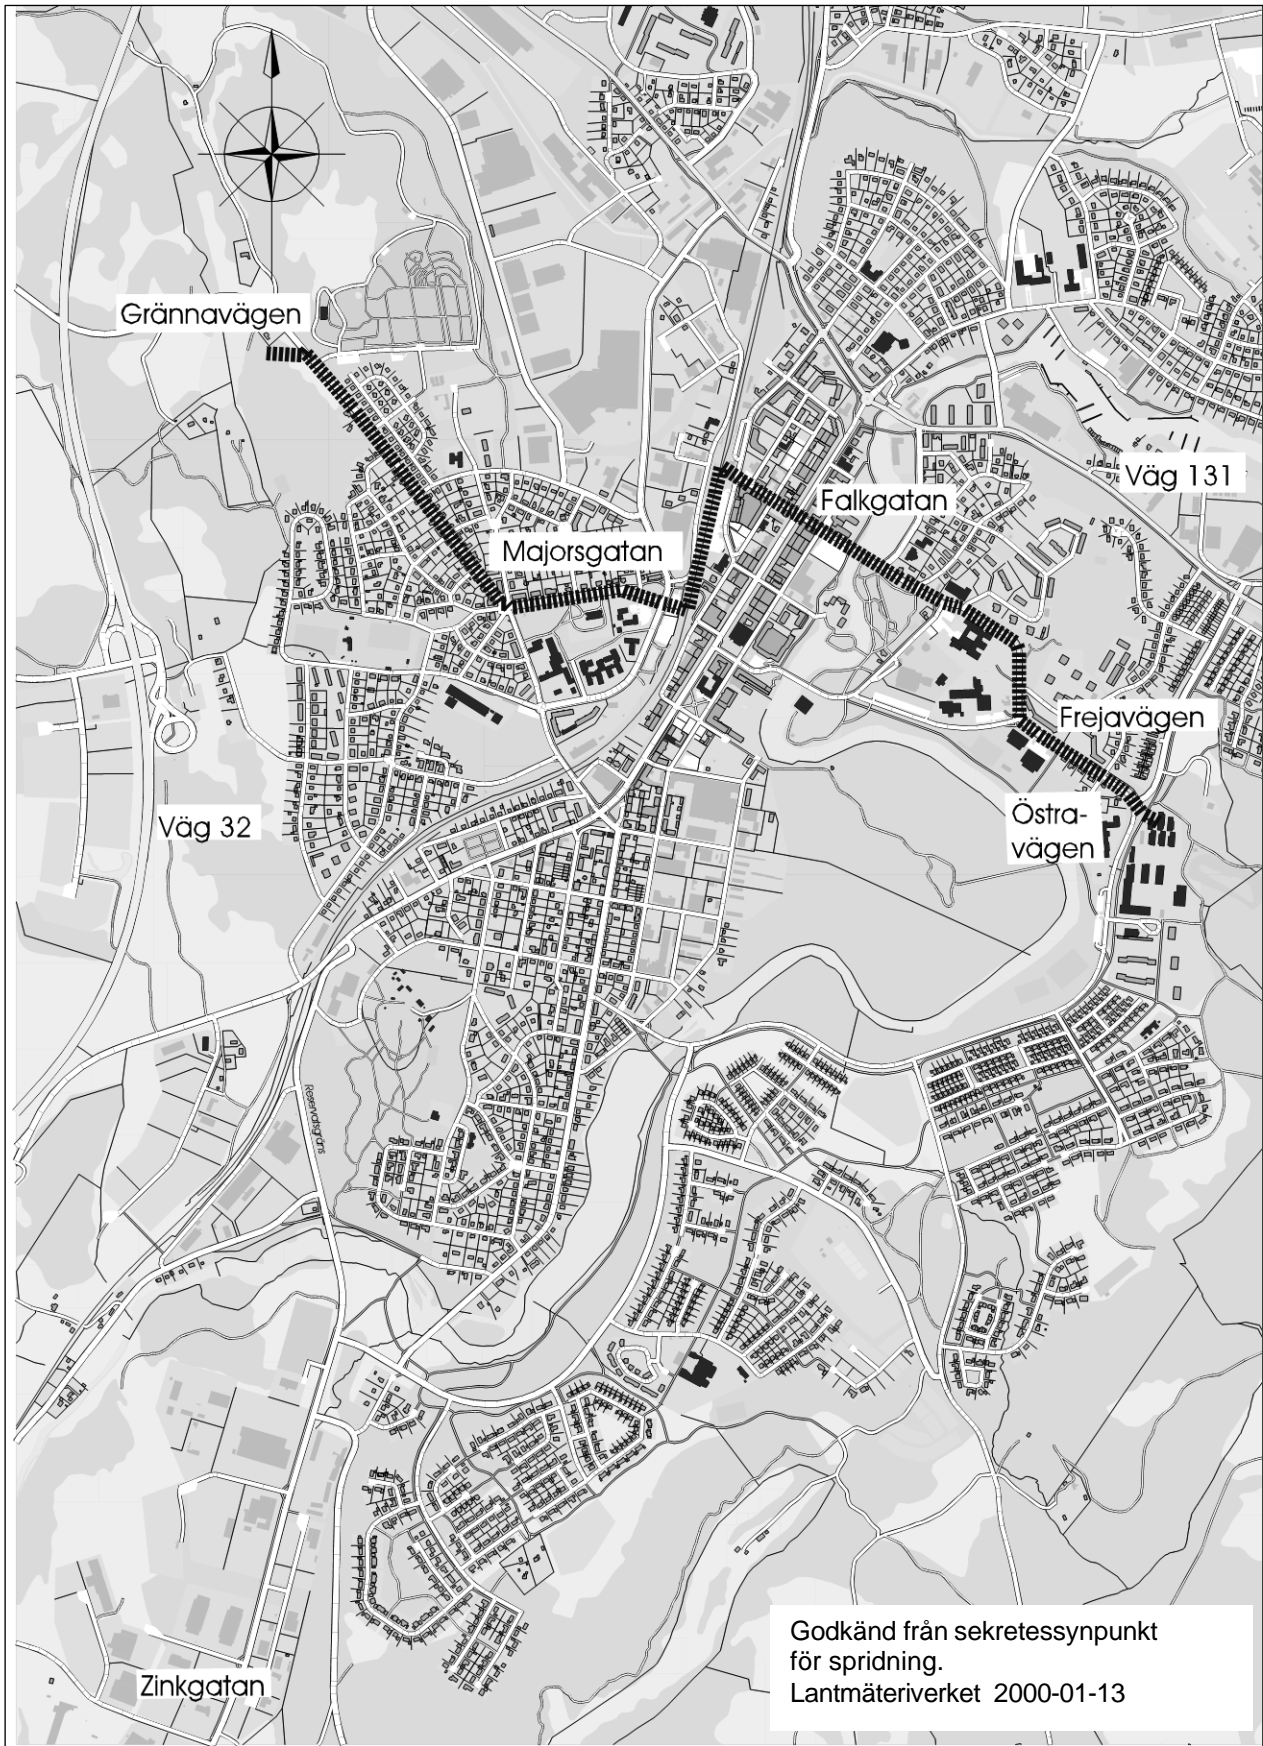 Grännavägen
Väg 131
Falkgatan
Majorsgatan
Frejavägen
Väg 32
Östra-
vägen
Reservatsgräns
Godkänd från sekretessynpunkt
för spridning.
Lantmäteriverket 2000-01-13
Zinkgatan